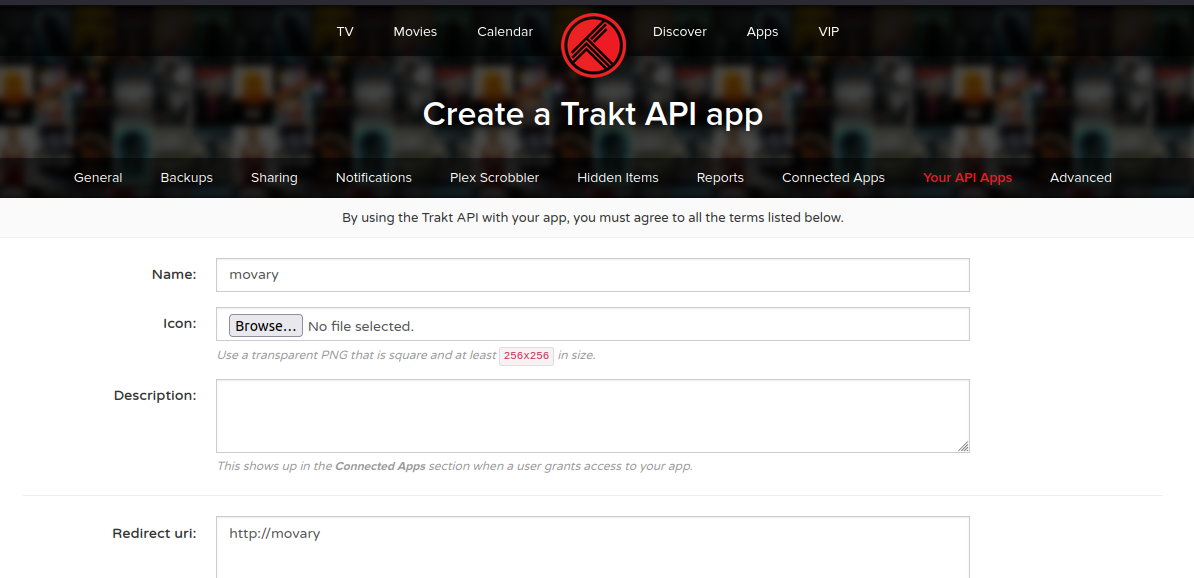 TV Movies Calendar Discover Apps VIP
Create a Trakt API app
General Backups Sharing Notifications Plex Scrobbler Hidden Items Reports Connected Apps Your API Apps Advanced
By using the Trakt API with your app, you must agree to all the terms listed below.
Name: movary
Icon: Browse... No file selected.
Use a transparent PNG that is square and at least 256x256 in size.
Description:
This shows up in the Connected Apps section when a user grants access to your app.
Redirect uri: http://movary